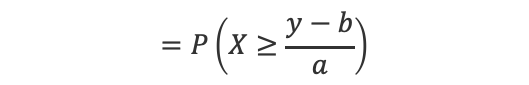 = P(X ≥ (y − b)/a)